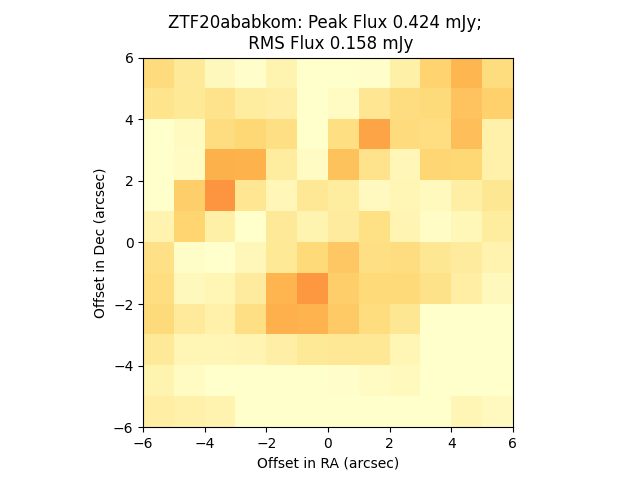 ZTF20ababkom: Peak Flux 0.424 mJy;
RMS Flux 0.158 mJy
6
4
2
0
−2
−4
−6
Offset in Dec (arcsec)
−6 −4 −2 0 2 4 6
Offset in RA (arcsec)